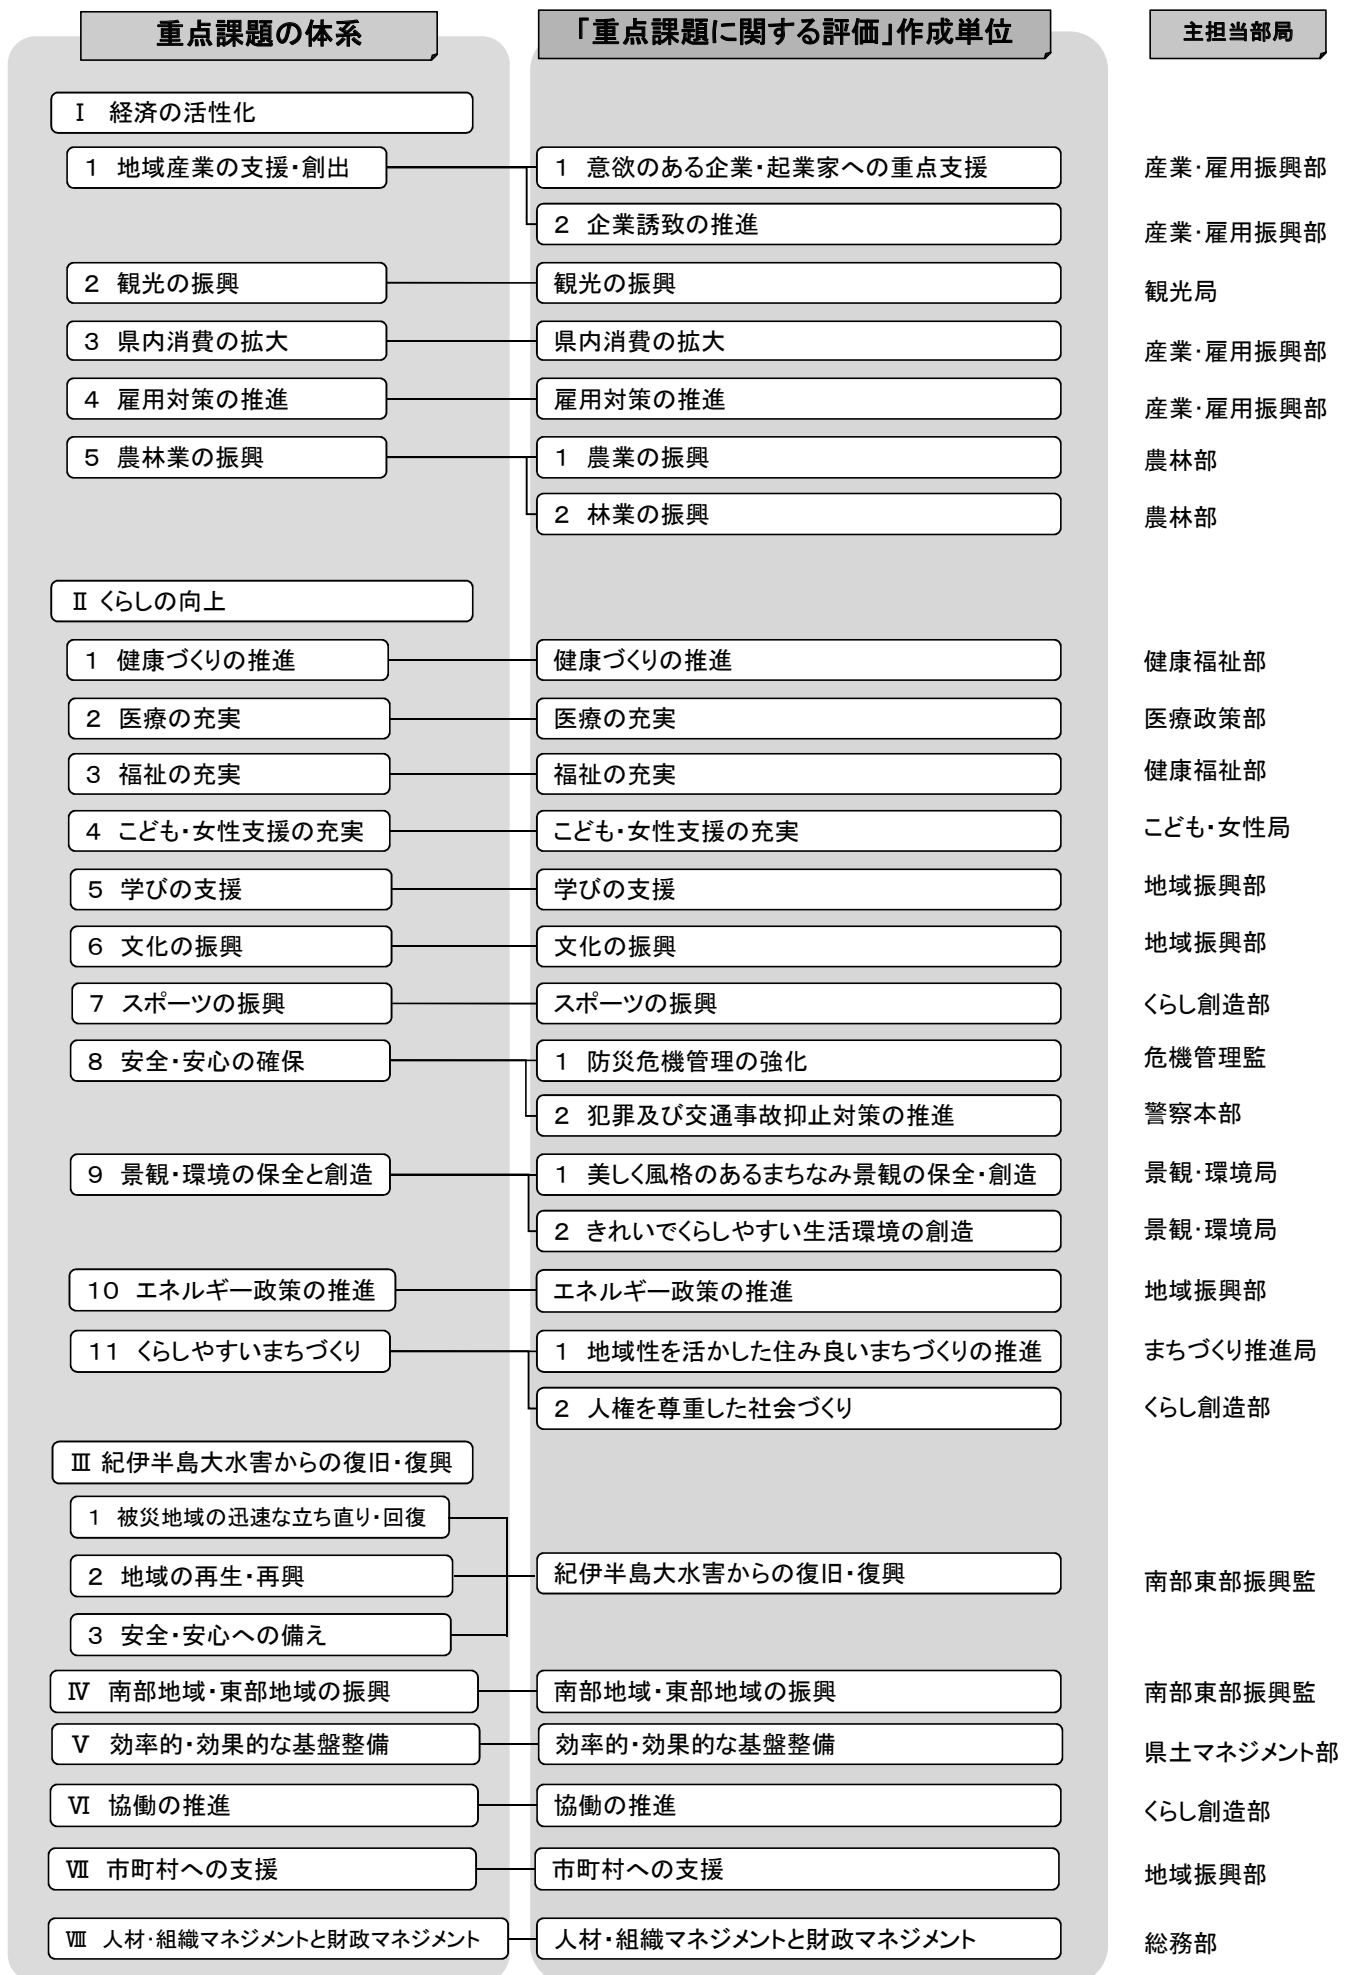 重点課題の体系 「重点課題に関する評価」作成単位 主担当部局
Ⅰ 経済の活性化
1 地域産業の支援・創出 1 意欲のある企業・起業家への重点支援 産業・雇用振興部
2 企業誘致の推進 産業・雇用振興部
2 観光の振興 観光の振興 観光局
3 県内消費の拡大 県内消費の拡大 産業・雇用振興部
4 雇用対策の推進 雇用対策の推進 産業・雇用振興部
5 農林業の振興 1 農業の振興 農林部
2 林業の振興 農林部
Ⅱ くらしの向上
1 健康づくりの推進 健康づくりの推進 健康福祉部
2 医療の充実 医療の充実 医療政策部
3 福祉の充実 福祉の充実 健康福祉部
4 こども・女性支援の充実 こども・女性支援の充実 こども・女性局
5 学びの支援 学びの支援 地域振興部
6 文化の振興 文化の振興 地域振興部
7 スポーツの振興 スポーツの振興 くらし創造部
8 安全・安心の確保 1 防災危機管理の強化 危機管理監
2 犯罪及び交通事故抑止対策の推進 警察本部
9 景観・環境の保全と創造 1 美しく風格のあるまちなみ景観の保全・創造 景観・環境局
2 きれいでくらしやすい生活環境の創造 景観・環境局
10 エネルギー政策の推進 エネルギー政策の推進 地域振興部
11 くらしやすいまちづくり 1 地域性を活かした住み良いまちづくりの推進 まちづくり推進局
2 人権を尊重した社会づくり くらし創造部
Ⅲ 紀伊半島大水害からの復旧・復興
1 被災地域の迅速な立ち直り・回復
2 地域の再生・再興 紀伊半島大水害からの復旧・復興 南部東部振興監
3 安全・安心への備え
Ⅳ 南部地域・東部地域の振興 南部地域・東部地域の振興 南部東部振興監
Ⅴ 効率的・効果的な基盤整備 効率的・効果的な基盤整備 県土マネジメント部
Ⅵ 協働の推進 協働の推進 くらし創造部
Ⅶ 市町村への支援 市町村への支援 地域振興部
Ⅷ 人材・組織マネジメントと財政マネジメント 人材・組織マネジメントと財政マネジメント 総務部